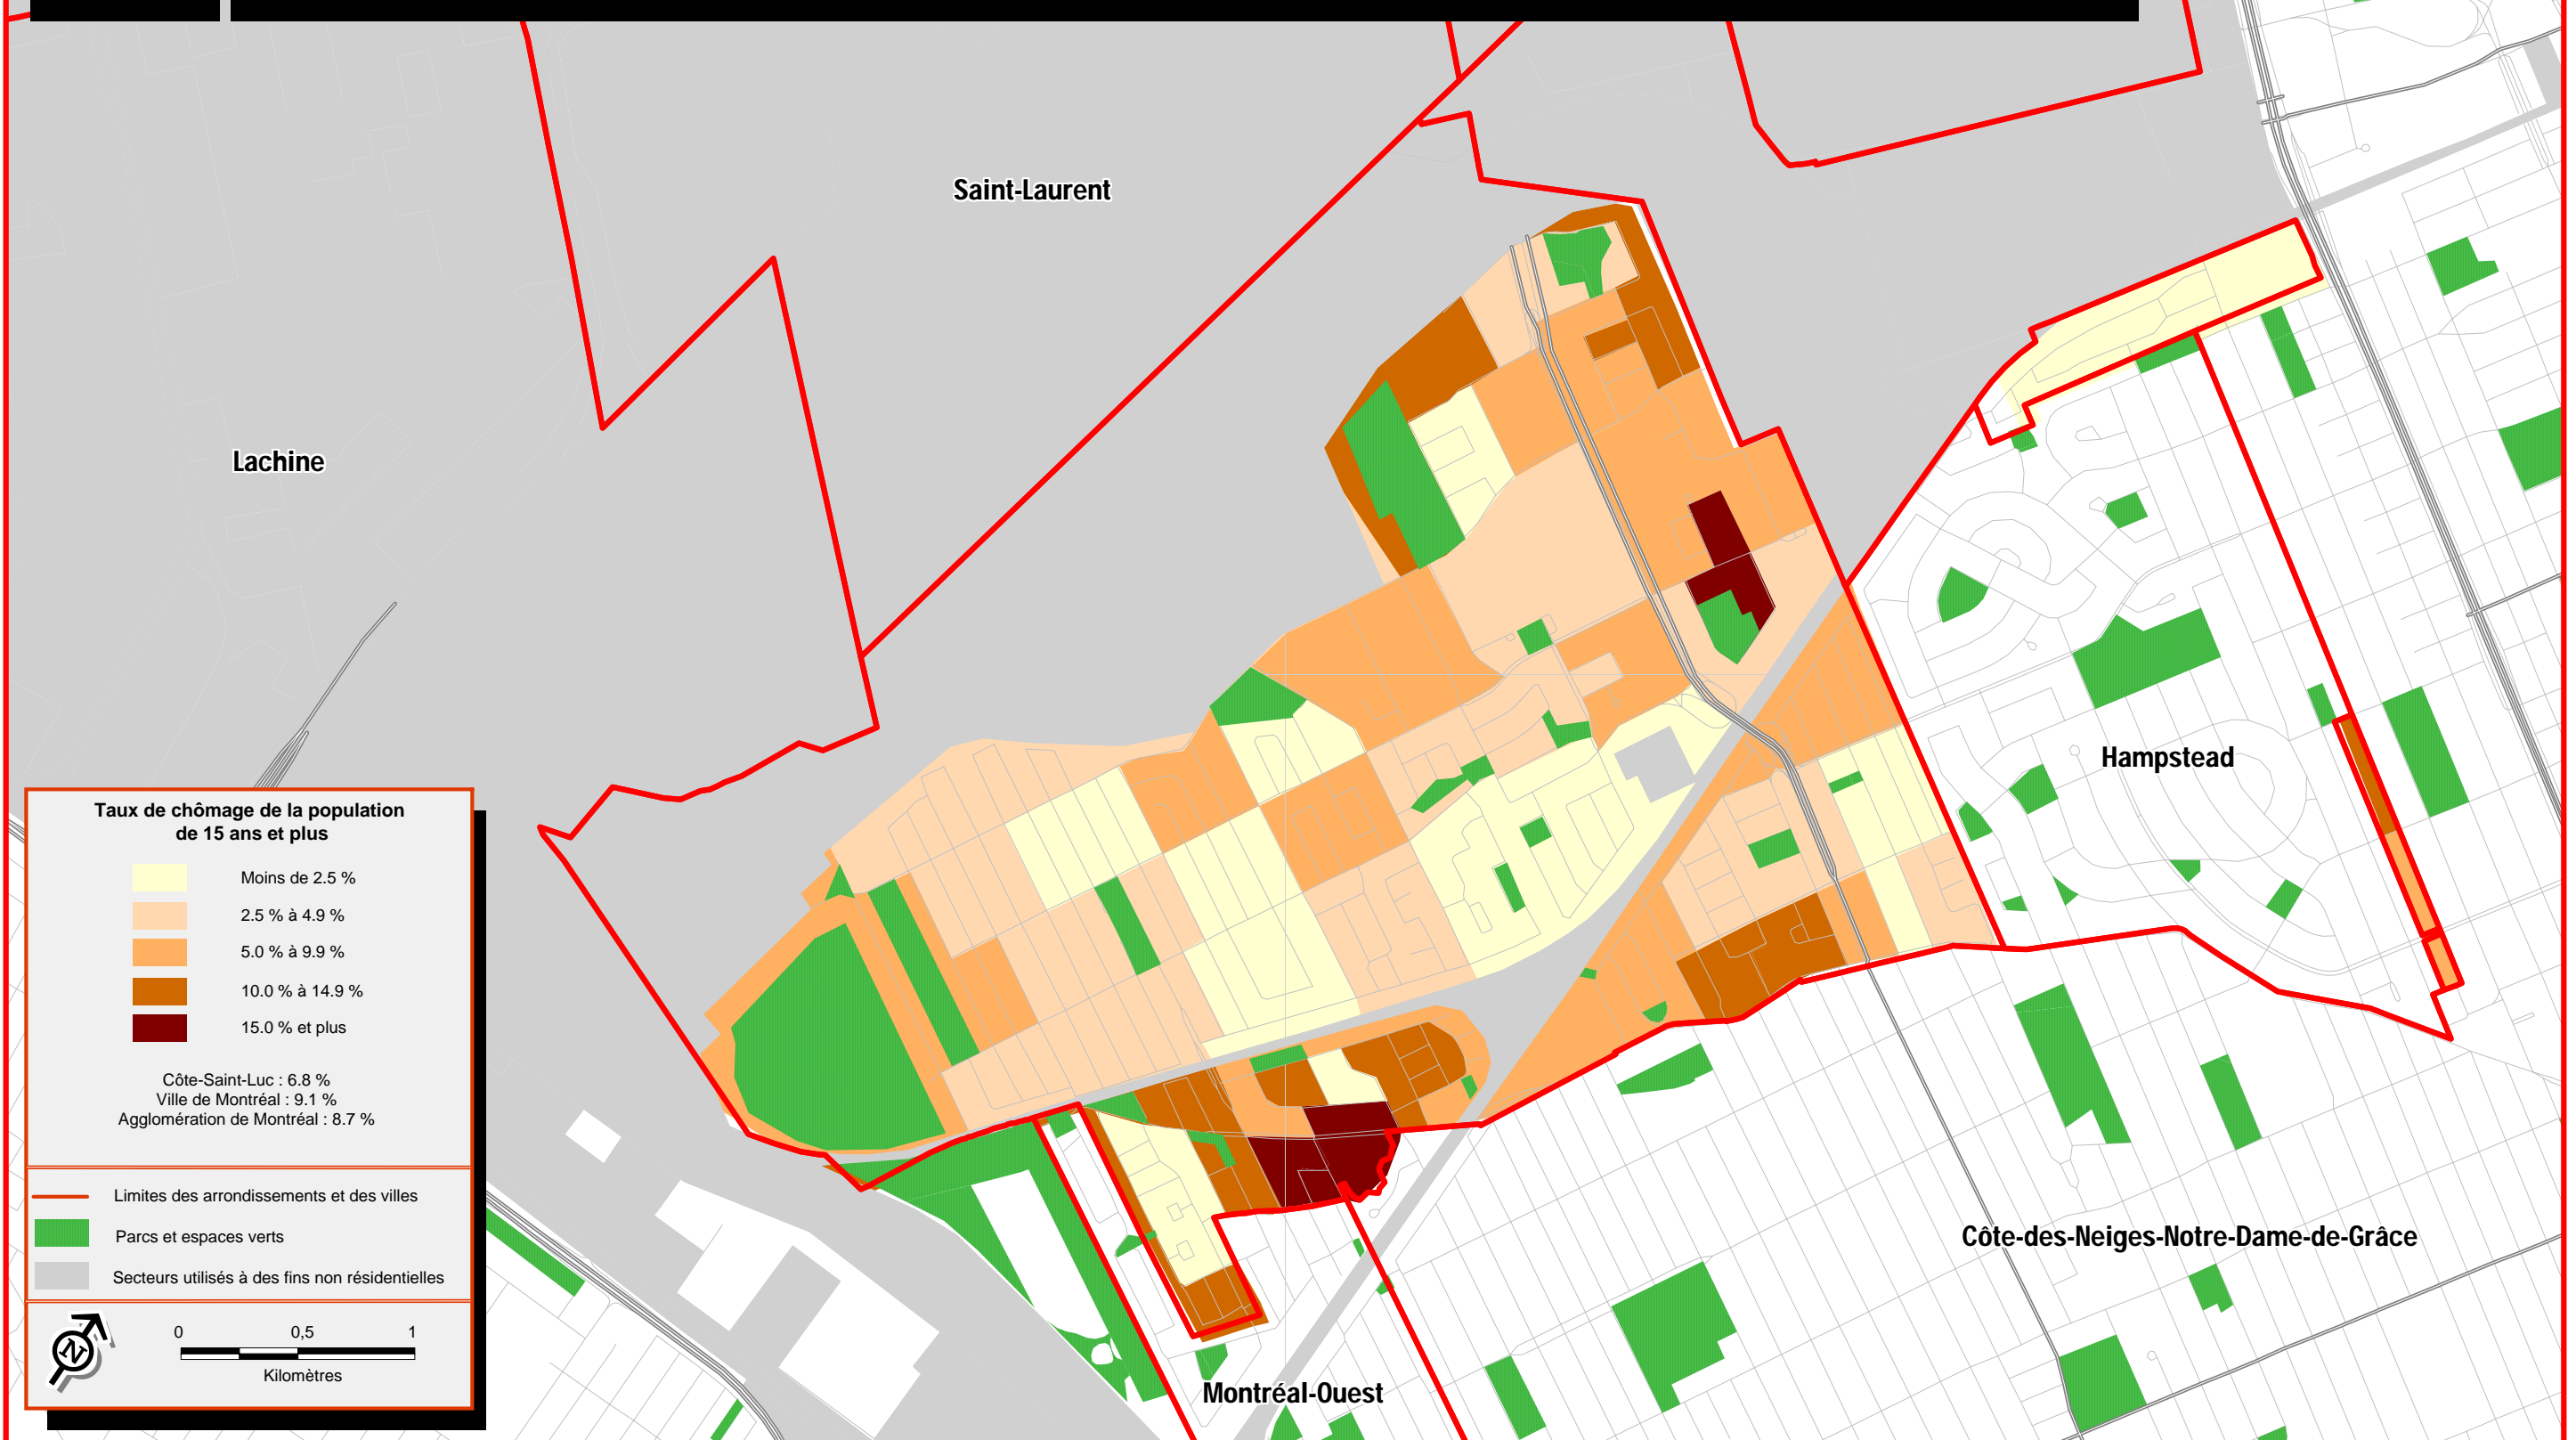 Saint-Laurent
Lachine
Hampstead
Côte-des-Neiges-Notre-Dame-de-Grâce
Montréal-Ouest
Taux de chômage de la population
de 15 ans et plus
Moins de 2.5 %
2.5 % à 4.9 %
5.0 % à 9.9 %
10.0 % à 14.9 %
15.0 % et plus
Côte-Saint-Luc : 6.8 %
Ville de Montréal : 9.1 %
Agglomération de Montréal : 8.7 %
Limites des arrondissements et des villes
Parcs et espaces verts
Secteurs utilisés à des fins non résidentielles
N
0 0,5 1
Kilomètres